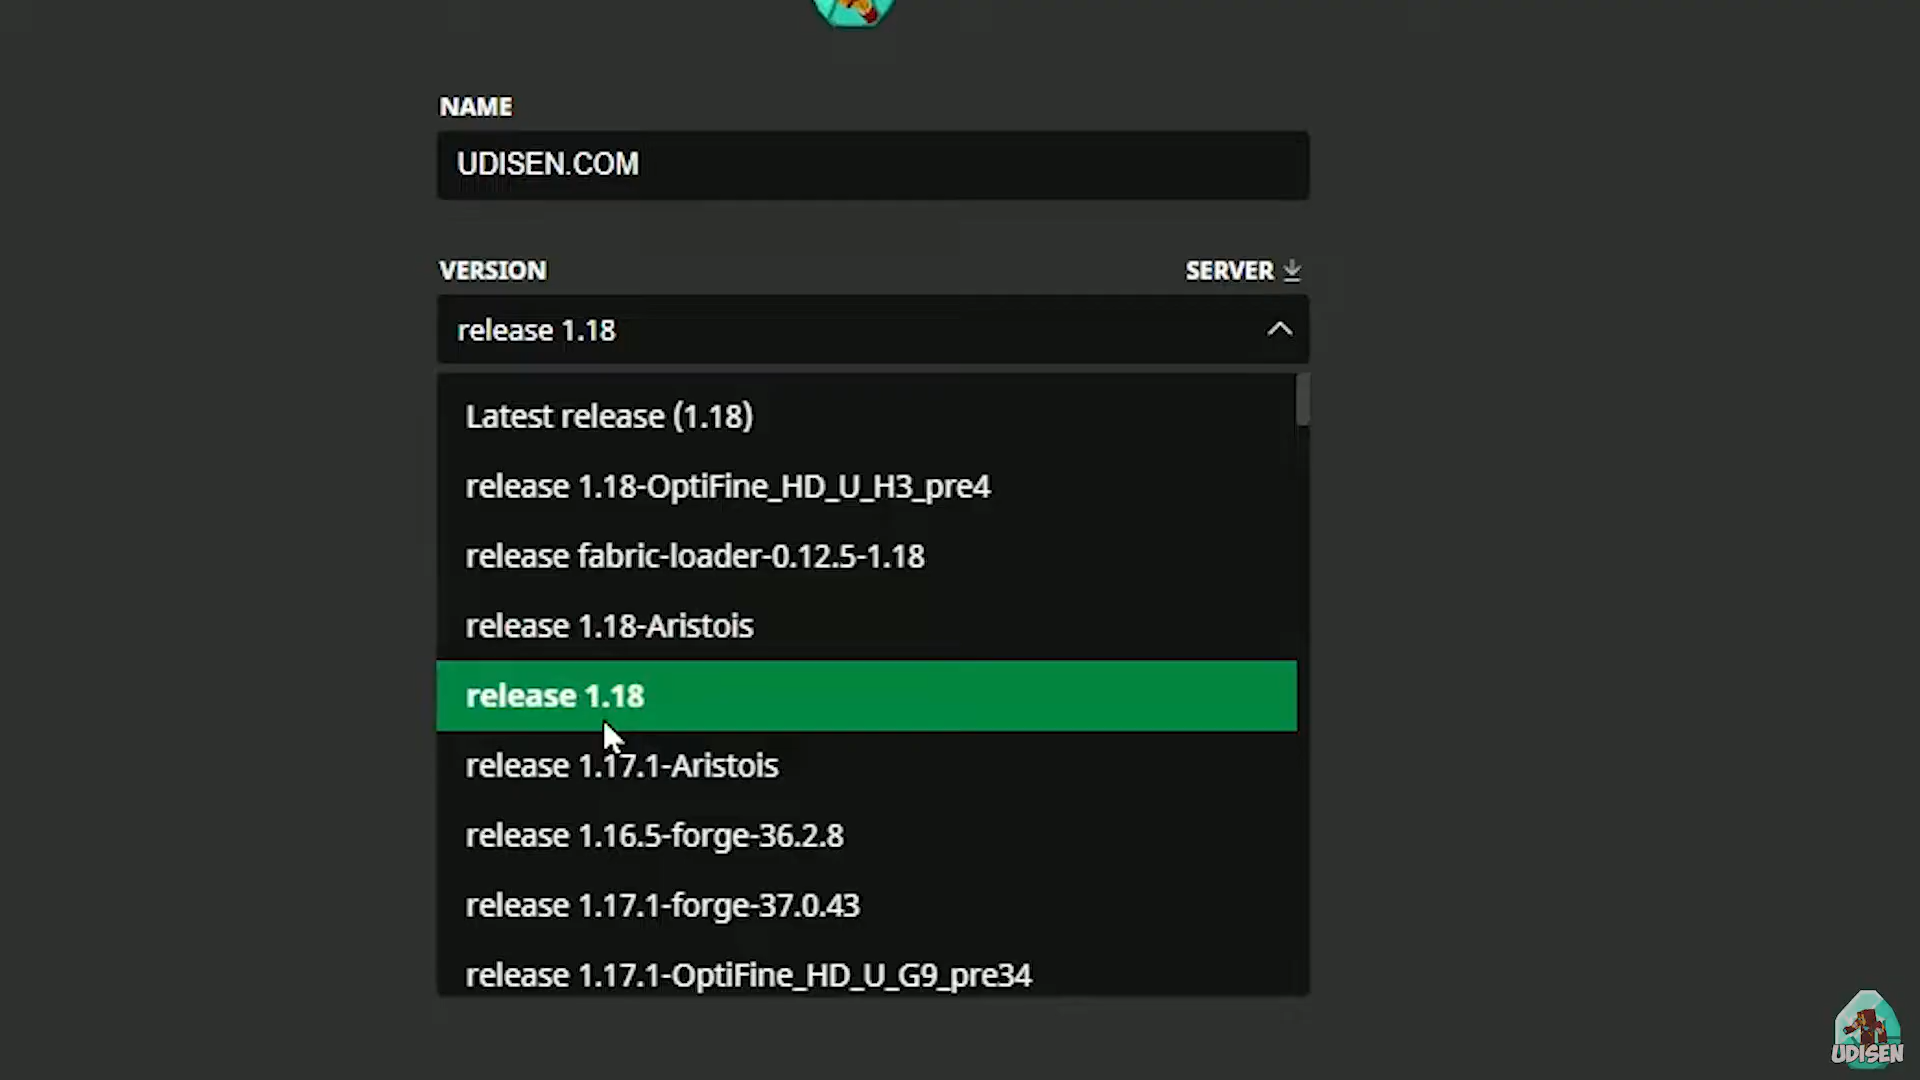 NAME
UDISEN.COM
VERSION
SERVER
release 1.18
Latest release (1.18)
release 1.18-OptiFine_HD_U_H3_pre4
release fabric-loader-0.12.5-1.18
release 1.18-Aristois
release 1.18
release 1.17.1-Aristois
release 1.16.5-forge-36.2.8
release 1.17.1-forge-37.0.43
release 1.17.1-OptiFine_HD_U_G9_pre34
UDISEN